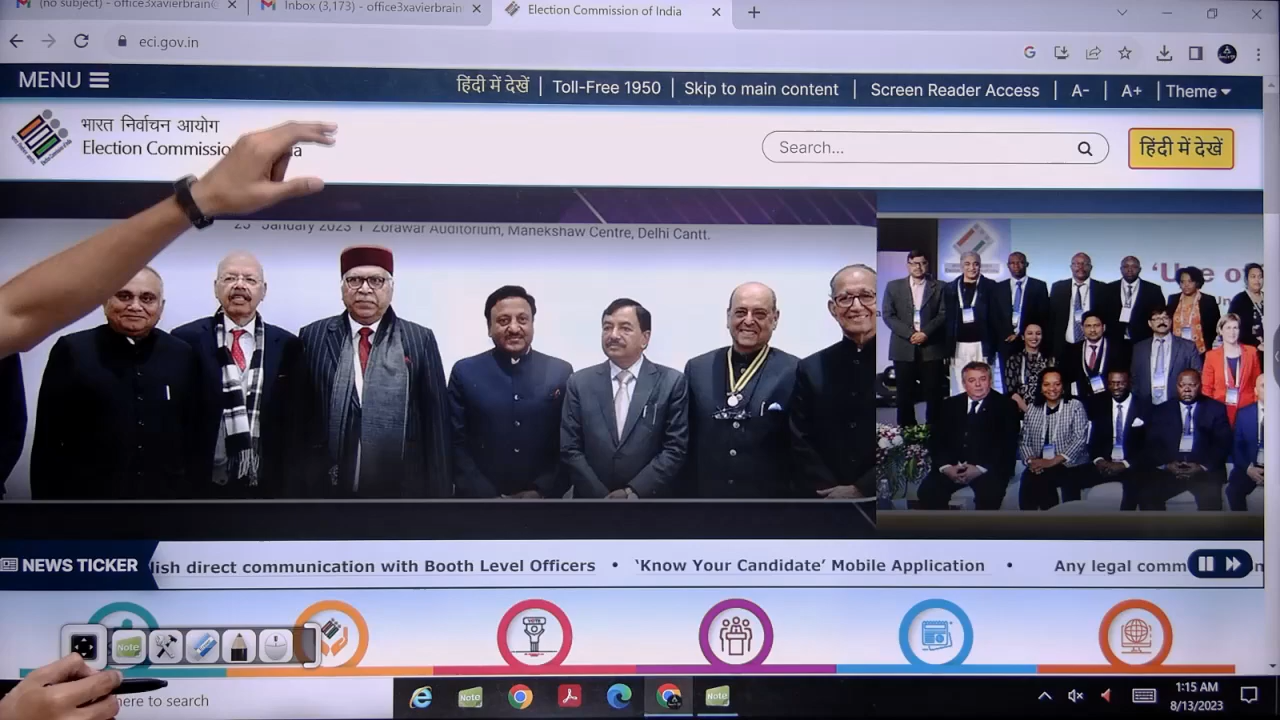 (no subject) - office3xavierbrain@
Inbox (3,173) - office3xavierbrain
Election Commission of India
eci.gov.in
MENU
हिंदी में देखें
Toll-Free 1950
Skip to main content
Screen Reader Access
A-
A+
Theme
भारत निर्वाचन आयोग
Election Commissio
Search...
हिंदी में देखें
January 2023 | Zorawar Auditorium, Manekshaw Centre, Delhi Cantt.
'Use o
NEWS TICKER
lish direct communication with Booth Level Officers • 'Know Your Candidate' Mobile Application • Any legal comm
VOTE
Note
here to search
Note
Note
1:15 AM
8/13/2023